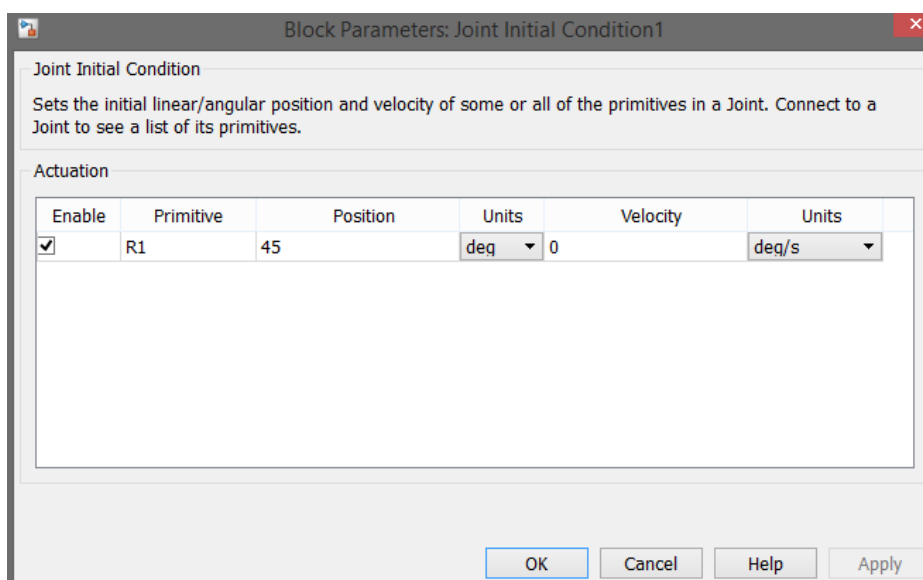 Block Parameters: Joint Initial Condition1
Joint Initial Condition
Sets the initial linear/angular position and velocity of some or all of the primitives in a Joint. Connect to a
Joint to see a list of its primitives.
Actuation
Enable Primitive Position Units Velocity Units
R1 45 deg 0 deg/s
OK Cancel Help Apply